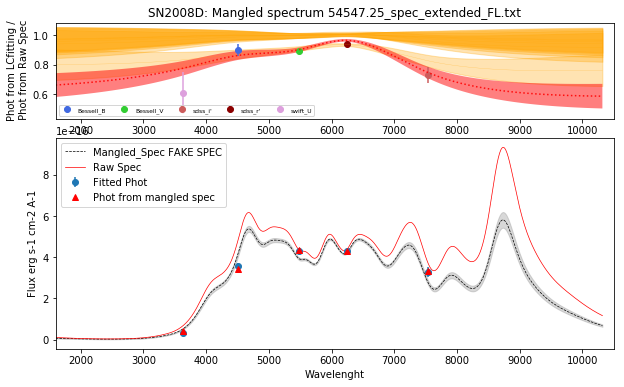 SN2008D: Mangled spectrum 54547.25_spec_extended_FL.txt
Phot from LCfitting /
Phot from Raw Spec
1.0
0.8
0.6
Bessell_B
Bessell_V
sdss_i'
sdss_r'
swift_U
2000 3000 4000 5000 6000 7000 8000 9000 10000
1e−16
Mangled_Spec FAKE SPEC
Raw Spec
Fitted Phot
Phot from mangled spec
Flux erg s-1 cm-2 A-1
8
6
4
2
0
2000 3000 4000 5000 6000 7000 8000 9000 10000
Wavelenght